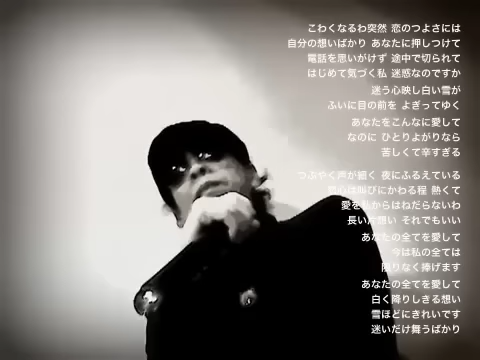 こわくなるわ突然 恋のつよさには
自分の想いばかり あなたに押しつけて
電話を思いがけず 途中で切られて
はじめて気づく私 迷惑なのですか
迷う心映し白い雪が
ふいに目の前を よぎってゆく
あなたをこんなに愛して
なのに ひとりよがりなら
苦しくて辛すぎる
つぶやく声が細く 夜にふるえている
叫びにかわる程 熱くて
愛を私からはねだらないわ
長い片想い それでもいい
あなたの全てを愛して
今は私の全ては
限りなく捧げます
あなたの全てを愛して
白く降りしきる想い
雪ほどにきれいです
迷いだけ舞うばかり